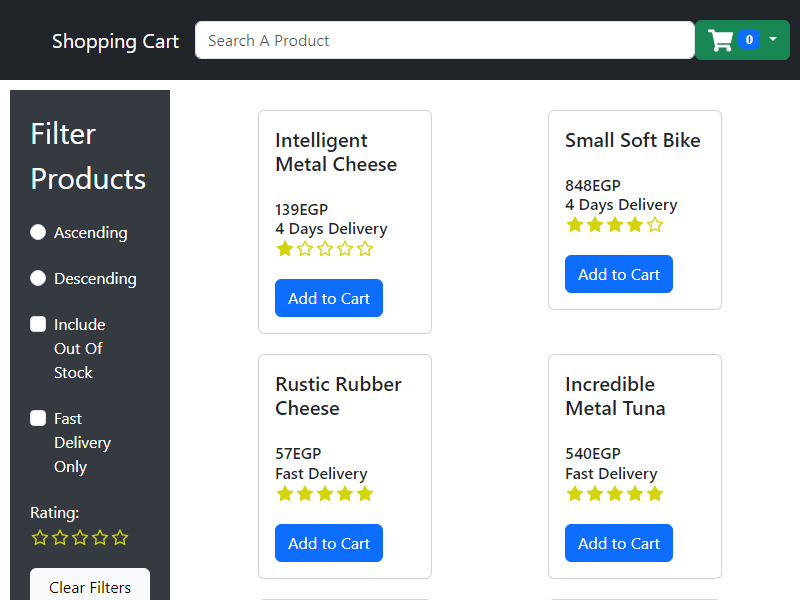 Shopping Cart
Search A Product
0
Filter
Products
Ascending
Descending
Include
Out Of
Stock
Fast
Delivery
Only
Rating:
Clear Filters
Intelligent
Metal Cheese
139EGP
4 Days Delivery
Add to Cart
Small Soft Bike
848EGP
4 Days Delivery
Add to Cart
Rustic Rubber
Cheese
57EGP
Fast Delivery
Add to Cart
Incredible
Metal Tuna
540EGP
Fast Delivery
Add to Cart